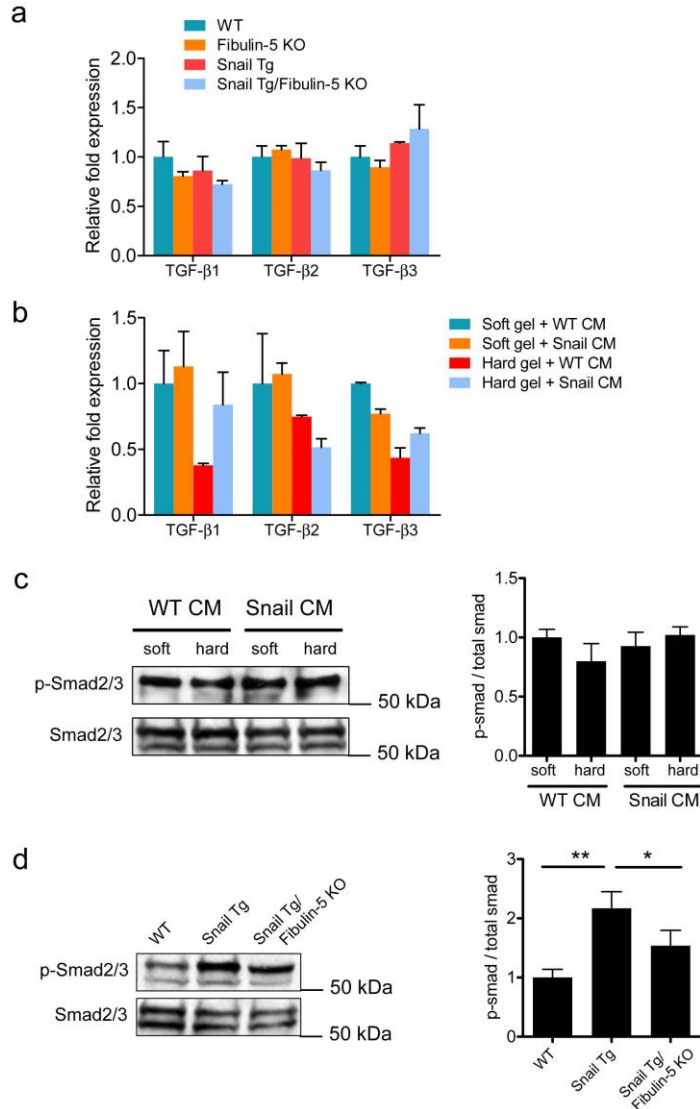 a
WT
Fibulin-5 KO
Snail Tg
Snail Tg/Fibulin-5 KO
Relative fold expression
2.0
1.5
1.0
0.5
0.0
TGF-β1 TGF-β2 TGF-β3
b
Soft gel + WT CM
Soft gel + Snail CM
Hard gel + WT CM
Hard gel + Snail CM
Relative fold expression
1.5
1.0
0.5
0.0
TGF-β1 TGF-β2 TGF-β3
c
WT CM Snail CM
soft hard soft hard
p-Smad2/3
50 kDa
Smad2/3
50 kDa
p-smad / total smad
1.5
1.0
0.5
0.0
soft hard soft hard
WT CM Snail CM
d
WT Snail Tg Snail Tg/
Fibulin-5 KO
p-Smad2/3
50 kDa
Smad2/3
50 kDa
p-smad / total smad
3
2
1
0
** *
WT Snail Tg Snail Tg/
Fibulin-5 KO